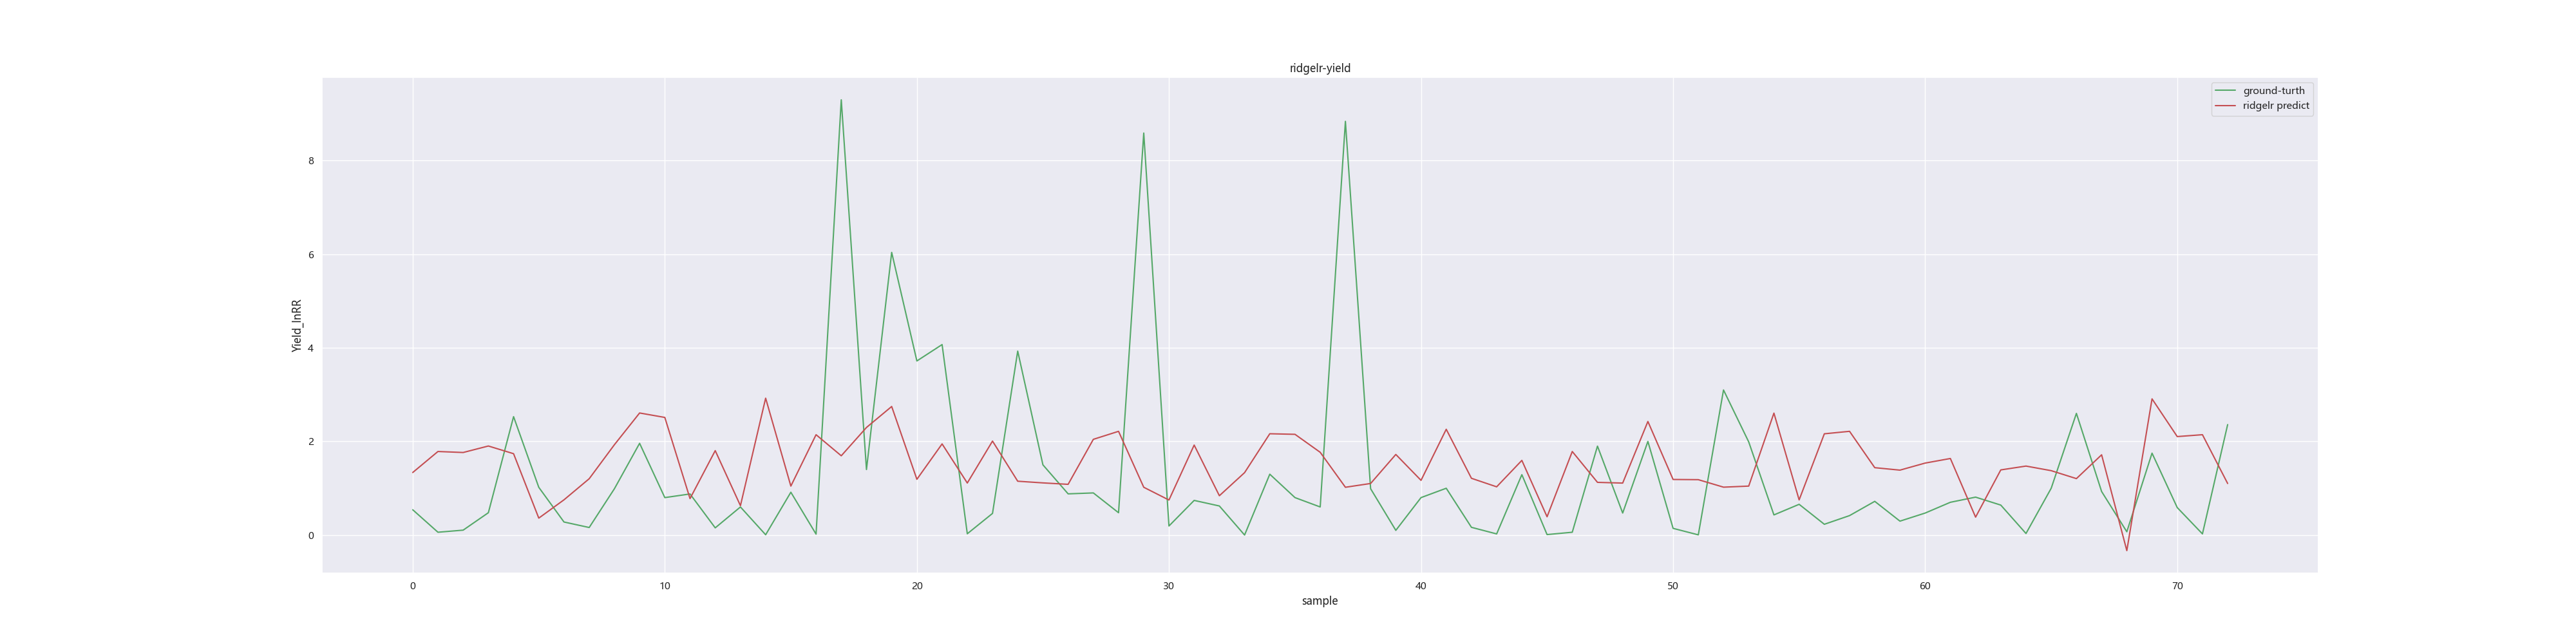 ridgelr-yield
ground-turth
ridgelr predict
8
6
4
2
0
Yield_lnRR
0 10 20 30 40 50 60 70
sample